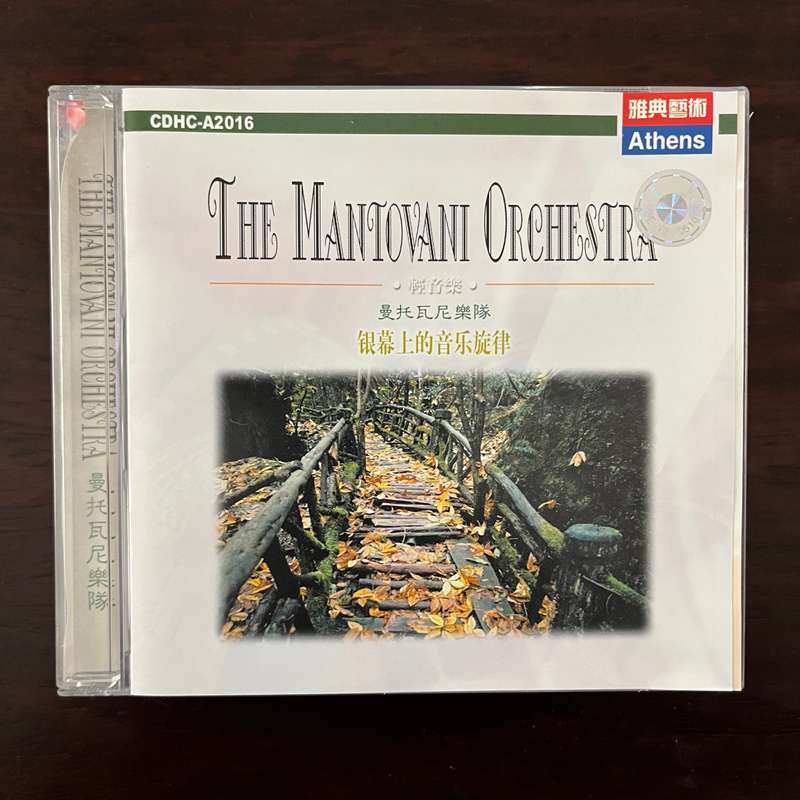 CDHC-A2016
雅典藝術
Athens
THE MANTOVANI ORCHESTRA
·輕音樂·
曼托瓦尼樂隊
银幕上的音乐旋律
THE MANTOVANI ORCHESTRA 曼托瓦尼樂隊